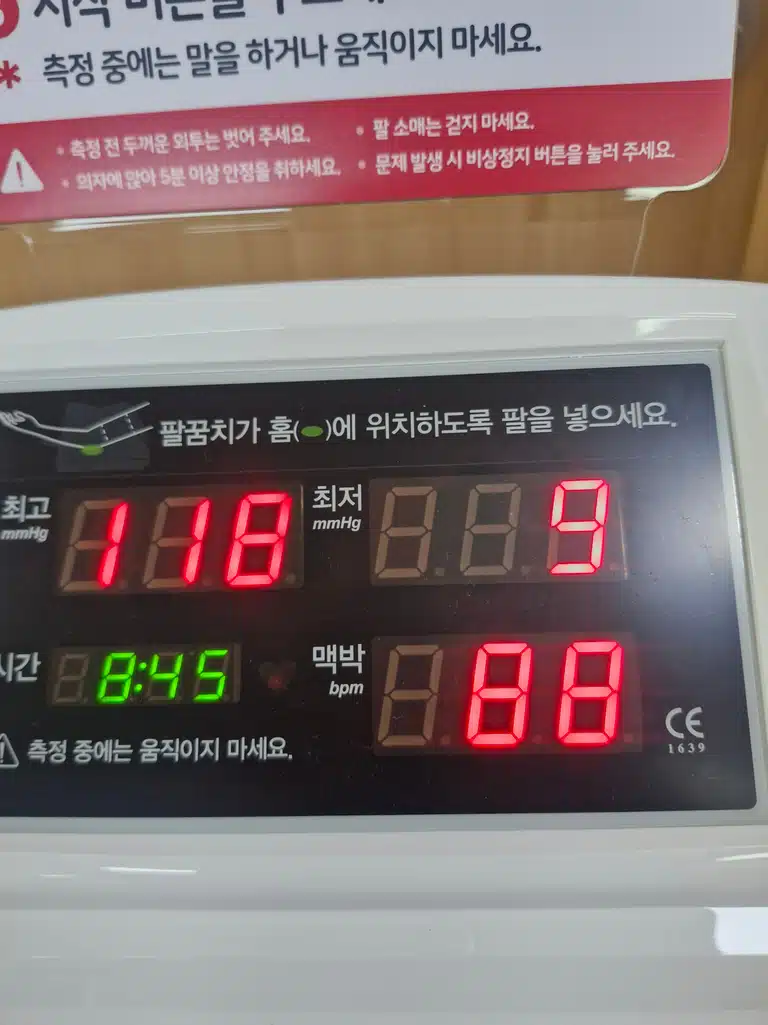 * 측정 중에는 말을 하거나 움직이지 마세요.
• 측정 전 두꺼운 외투는 벗어 주세요.
• 팔 소매는 걷지 마세요.
• 의자에 앉아 5분 이상 안정을 취하세요.
• 문제 발생 시 비상정지 버튼을 눌러 주세요.
팔꿈치가 홈( )에 위치하도록 팔을 넣으세요.
최고 mmHg 118
최저 mmHg 9
시간 8:45
맥박 bpm 88
측정 중에는 움직이지 마세요.
CE
1639